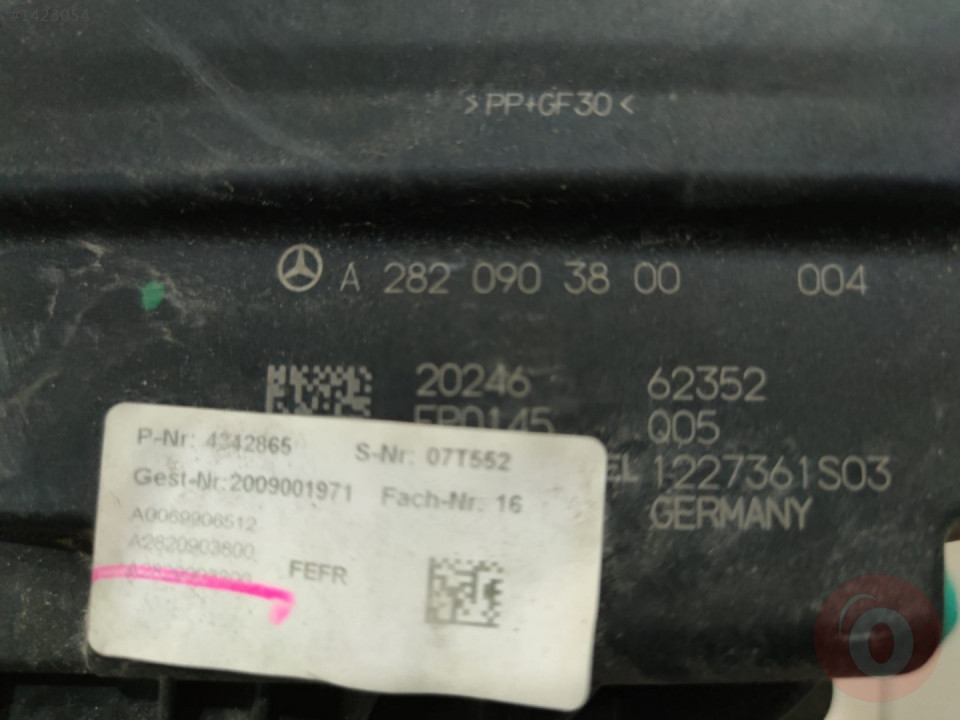 #1423054
>PP+GF30<
A 282 090 38 00 004
20246 62352
Q05
1227361S03
GERMANY
P-Nr: 4342865 S-Nr: 07T552
Gest-Nr:2009001971 Fach-Nr: 16
A0069906512
A2820903800
FEFR